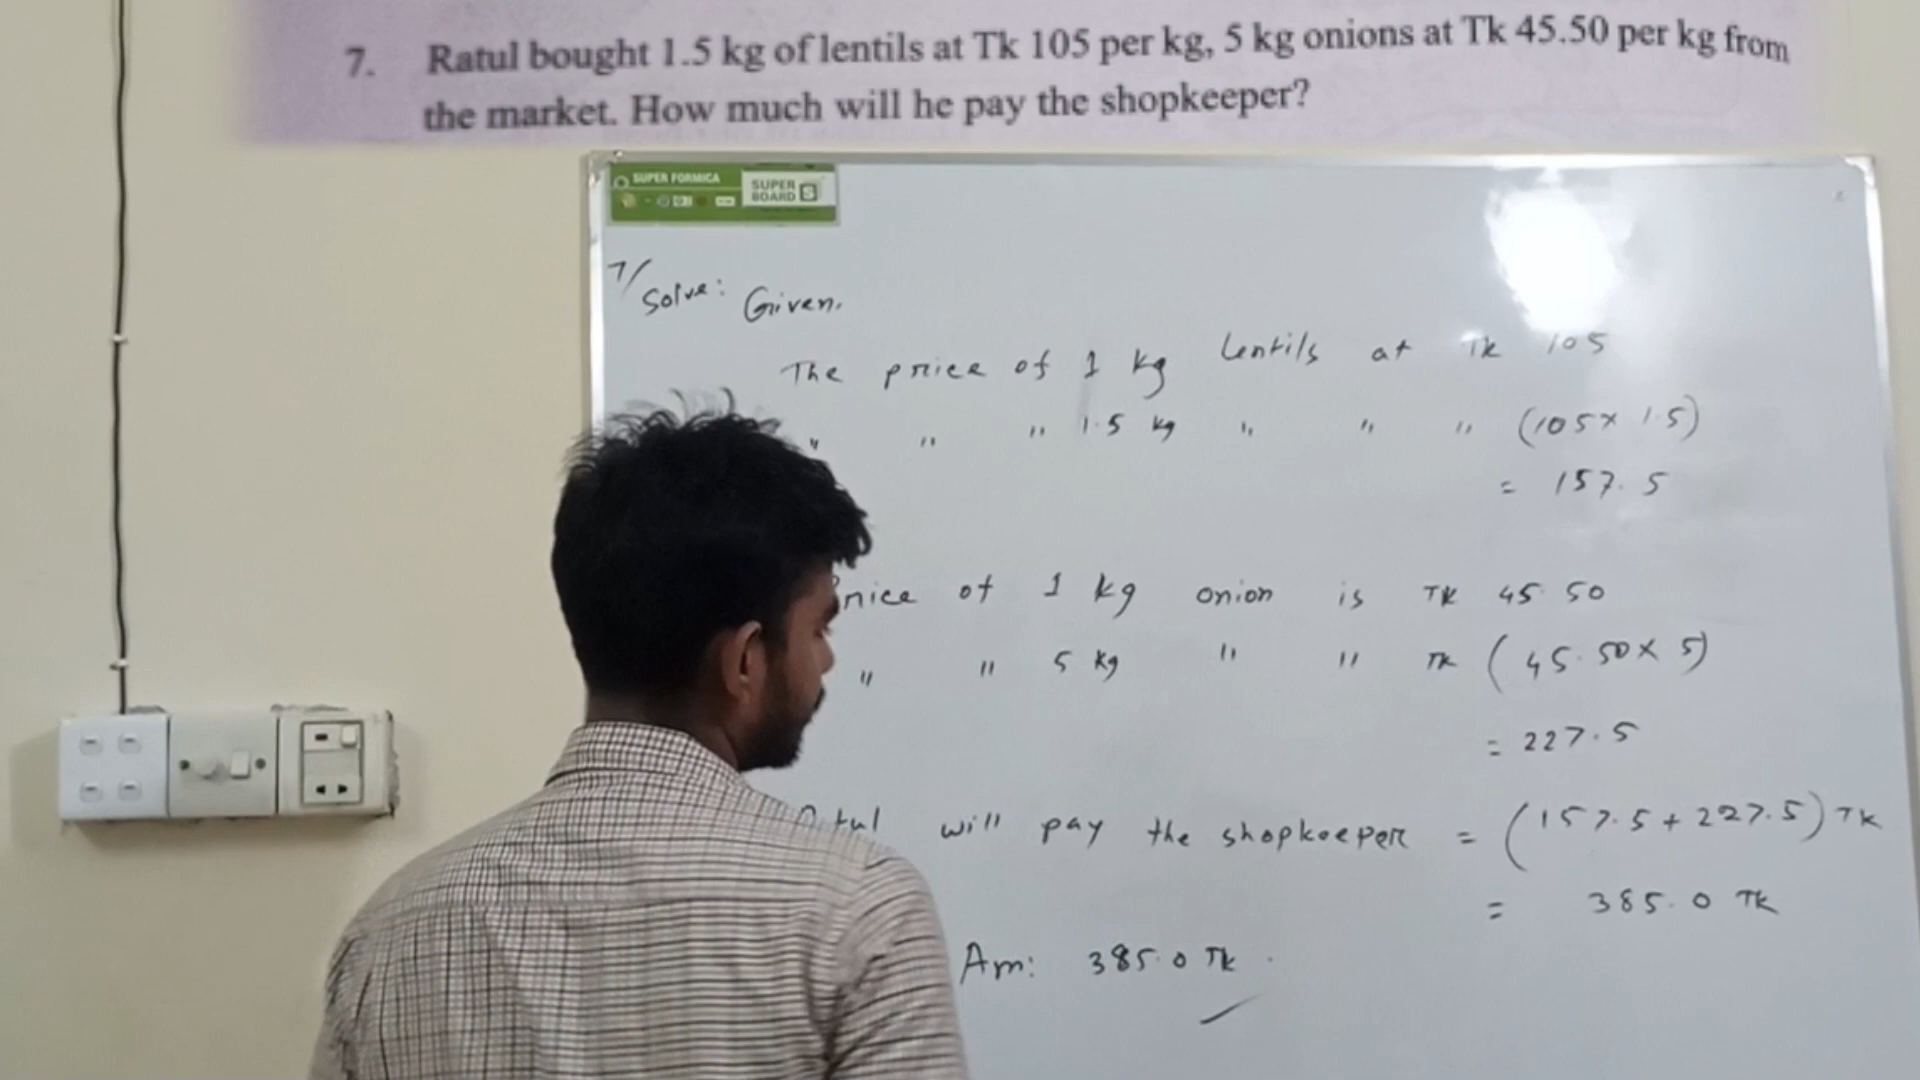 7. Ratul bought 1.5 kg of lentils at Tk 105 per kg, 5 kg onions at Tk 45.50 per kg from
the market. How much will he pay the shopkeeper?
SUPER FORMICA
SUPER
BOARD S
7/
Solve: Given,
The price of 1 kg lentils at Tk 105
" " " 1.5 kg " " " (105 x 1.5)
= 157.5
price of 1 kg onion is TK 45.50
" " 5 kg " " TK (45.50 x 5)
= 227.5
will pay the shopkeeper = (157.5 + 227.5) TK
= 385.0 TK
Am: 385.0 Tk.